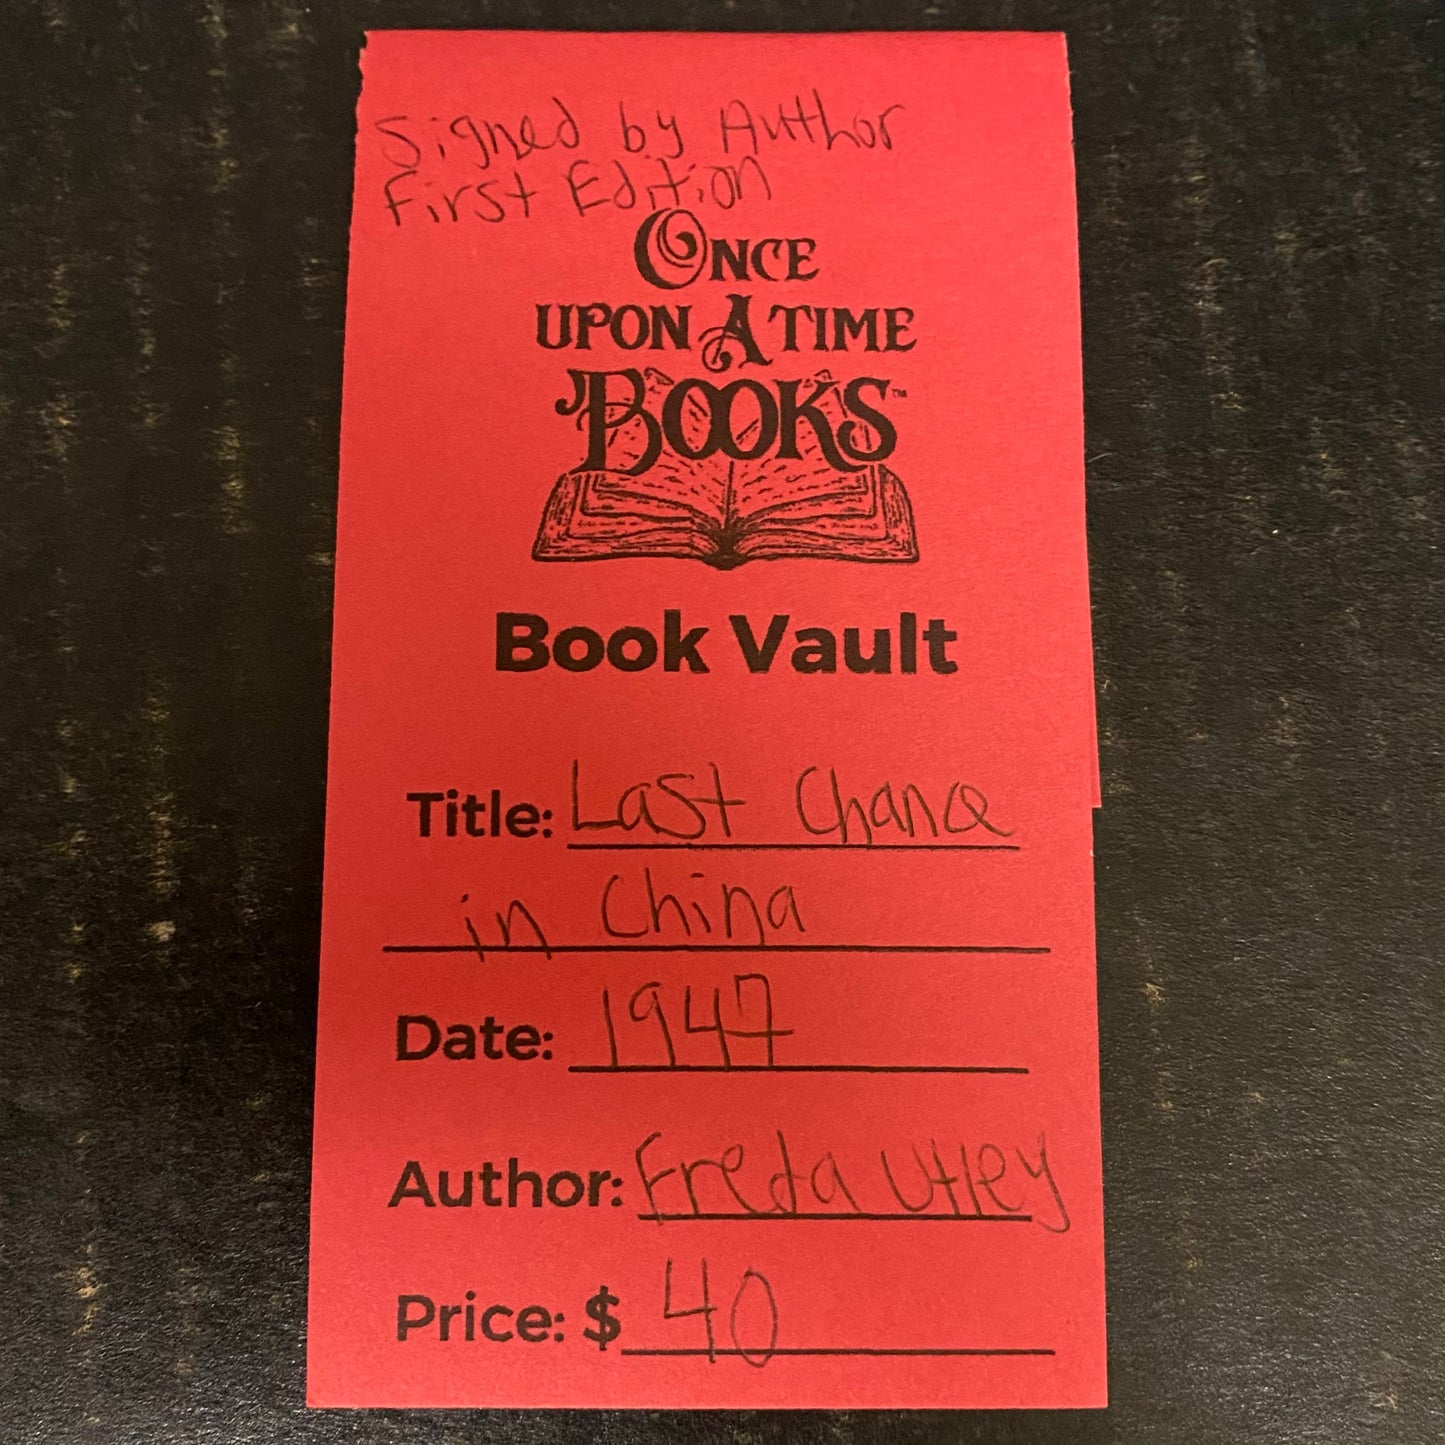 Signed by Author
First Edition
ONCE
UPON A TIME
BOOKS™
Book Vault
Title: Last Chance
in China
Date: 1947
Author: Freda Utley
Price: $ 40